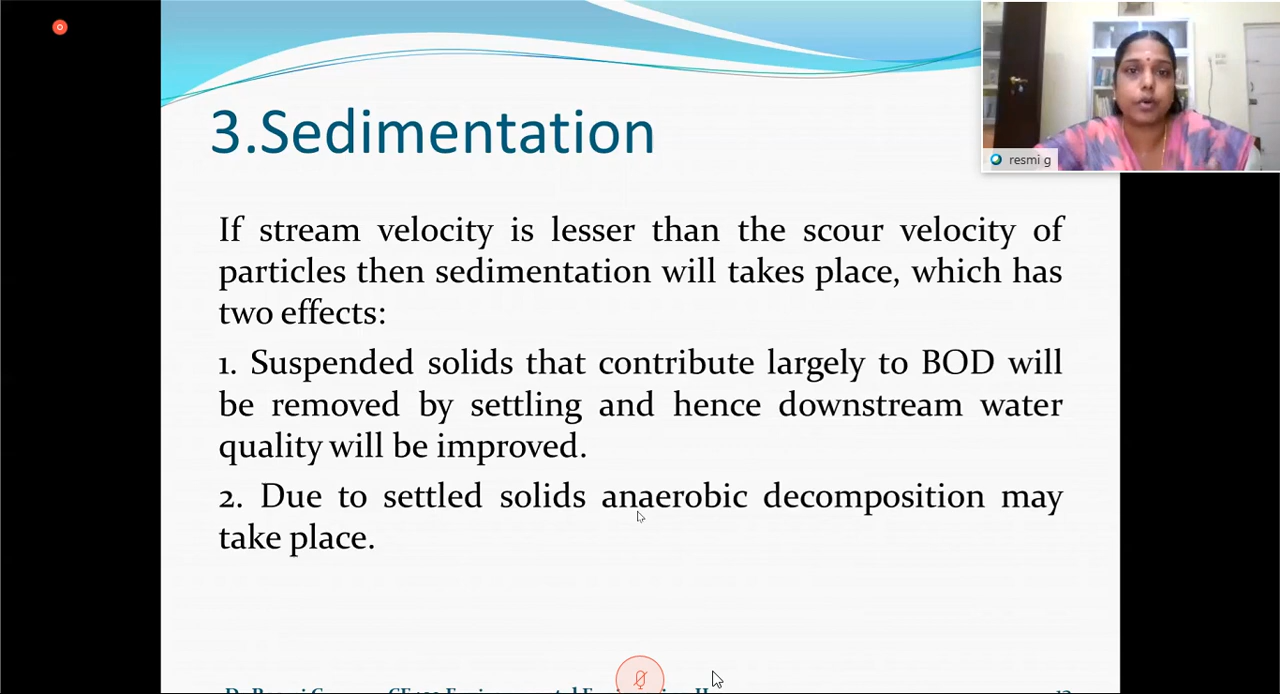 3.Sedimentation
resmi g
If stream velocity is lesser than the scour velocity of
particles then sedimentation will takes place, which has
two effects:
1. Suspended solids that contribute largely to BOD will
be removed by settling and hence downstream water
quality will be improved.
2. Due to settled solids anaerobic decomposition may
take place.